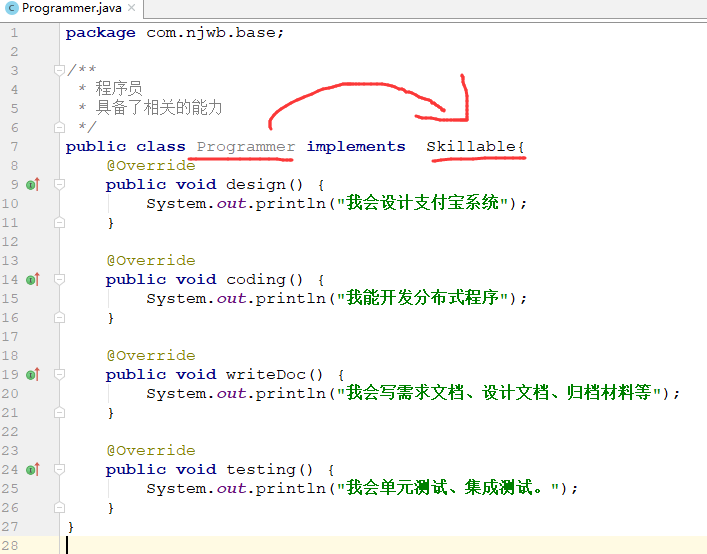 Programmer.java
1 package com.njwb.base;
2
3 /**
4 * 程序员
5 * 具备了相关的能力
6 */
7 public class Programmer implements Skillable{
8 @Override
9 public void design() {
10 System.out.println("我会设计支付宝系统");
11 }
12
13 @Override
14 public void coding() {
15 System.out.println("我能开发分布式程序");
16 }
17
18 @Override
19 public void writeDoc() {
20 System.out.println("我会写需求文档、设计文档、归档材料等");
21 }
22
23 @Override
24 public void testing() {
25 System.out.println("我会单元测试、集成测试。");
26 }
27 }
28